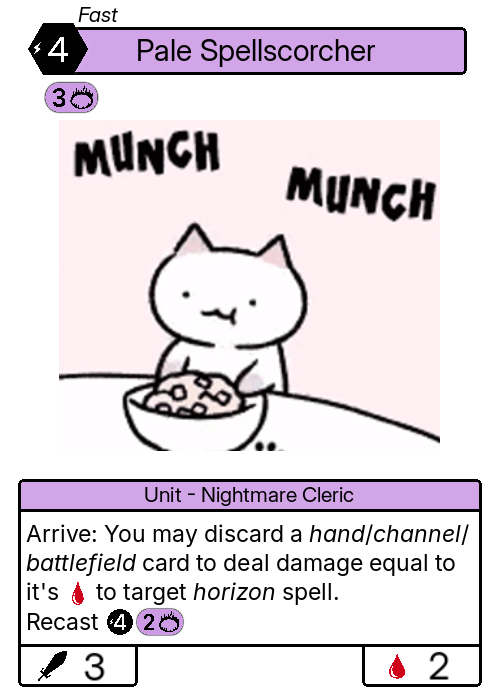 Fast
4 Pale Spellscorcher
3
MUNCH
MUNCH
Unit - Nightmare Cleric
Arrive: You may discard a hand/channel/
battlefield card to deal damage equal to
it's to target horizon spell.
Recast 4 2
3 2